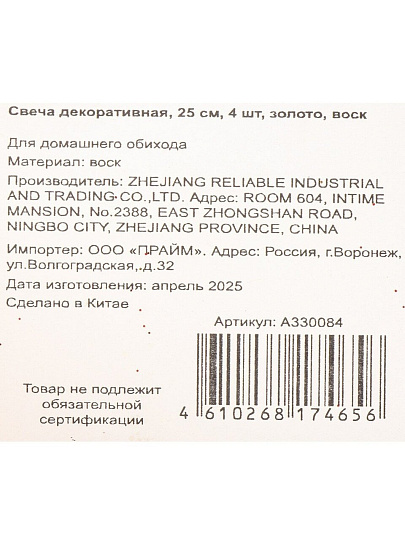 Свеча декоративная, 25 см, 4 шт, золото, воск
Для домашнего обихода
Материал: воск
Производитель: ZHEJIANG RELIABLE INDUSTRIAL
AND TRADING CO.,LTD. Адрес: ROOM 604, INTIME
MANSION, No.2388, EAST ZHONGSHAN ROAD,
NINGBO CITY, ZHEJIANG PROVINCE, CHINA
Импортер: ООО «ПРАЙМ». Адрес: Россия, г.Воронеж,
ул.Волгоградская,.д.32
Дата изготовления: апрель 2025
Сделано в Китае
Артикул: A330084
Товар не подлежит
обязательной
сертификации
4 610268 174656